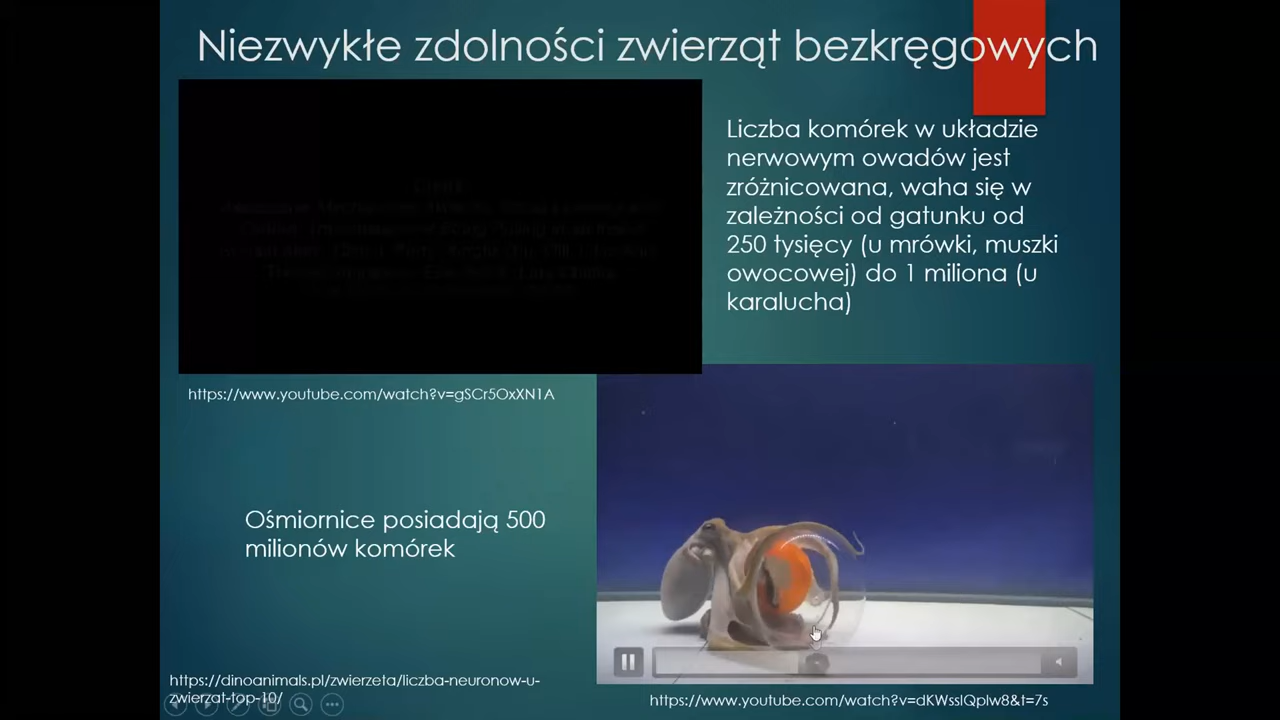 Niezwykłe zdolności zwierząt bezkręgowych
Liczba komórek w układzie
nerwowym owadów jest
zróżnicowana, waha się w
zależności od gatunku od
250 tysięcy (u mrówki, muszki
owocowej) do 1 miliona (u
karalucha)
https://www.youtube.com/watch?v=gSCr5OxXN1A
Ośmiornice posiadają 500
milionów komórek
https://dinoanimals.pl/zwierzeta/liczba-neuronow-u-
zwierzat-top-10/
https://www.youtube.com/watch?v=dKWssIQplw8&t=7s